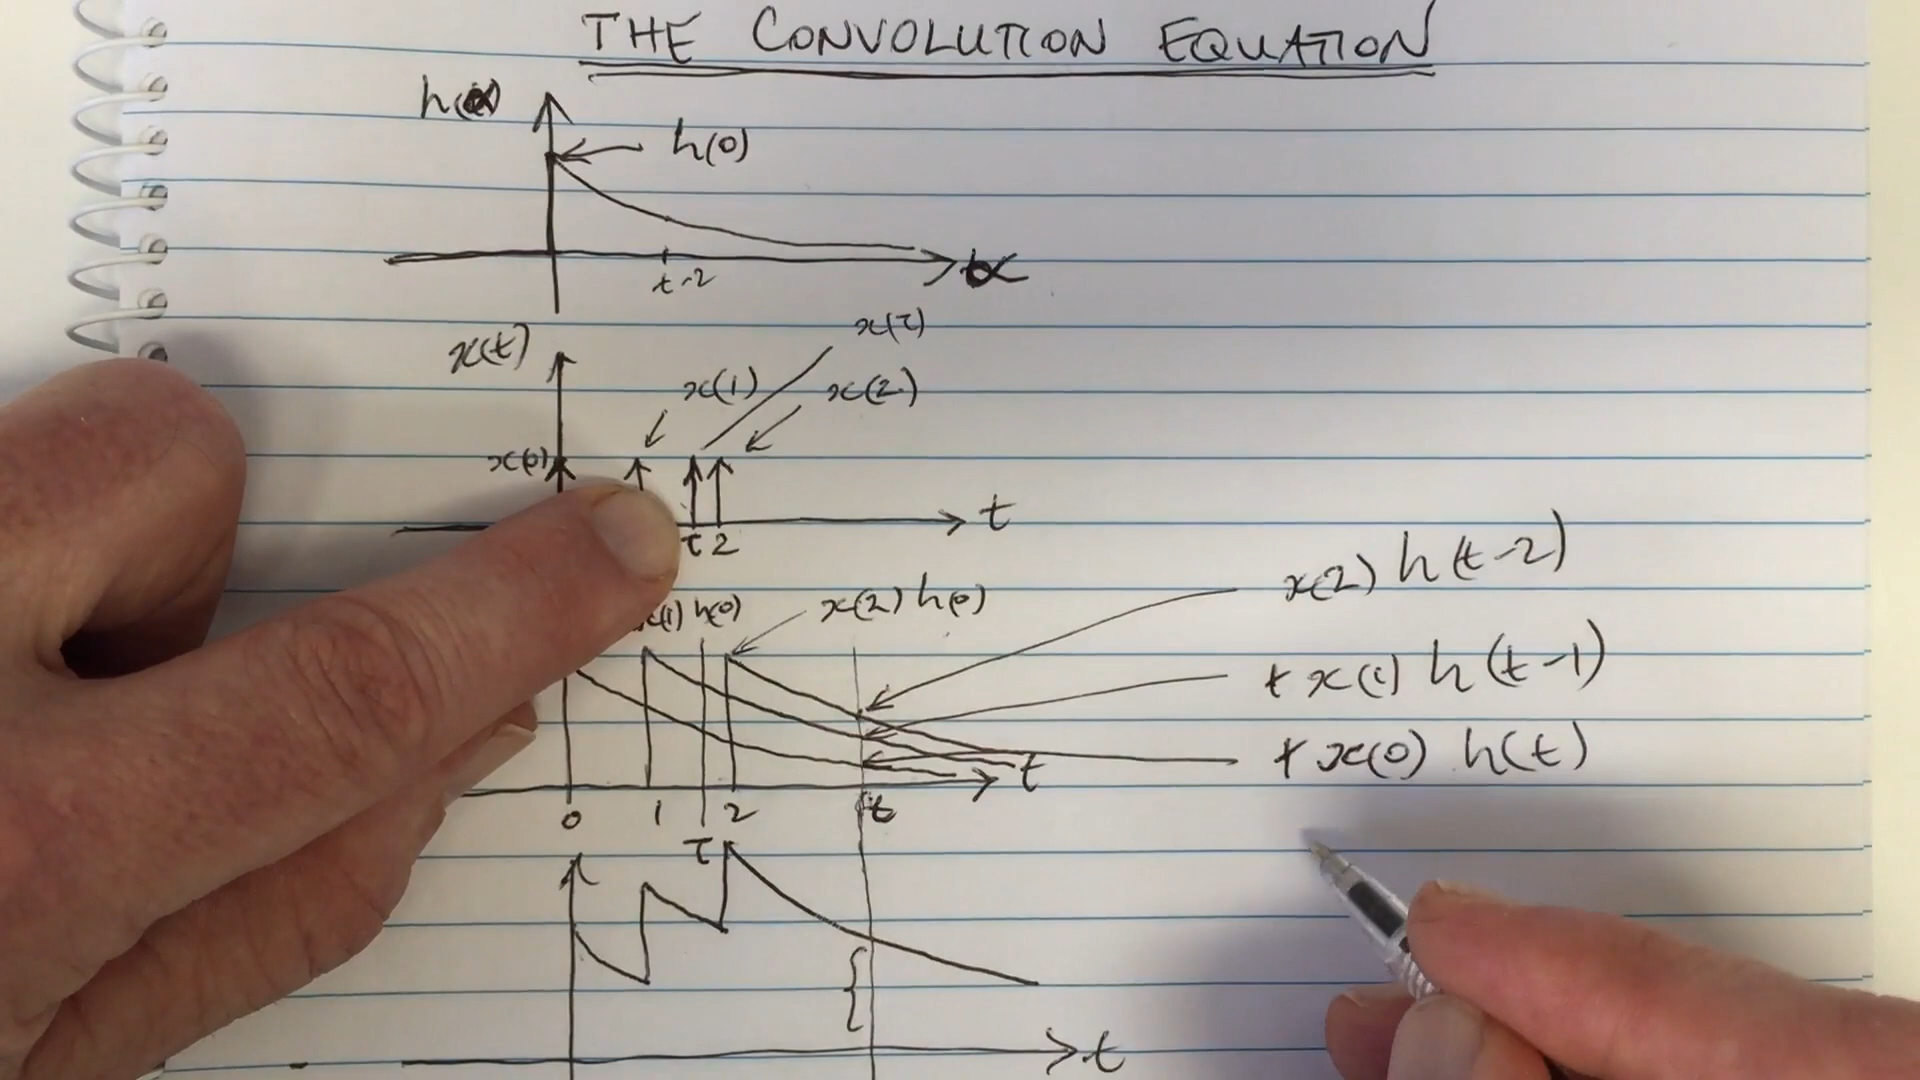 THE CONVOLUTION EQUATION
h(α)
h(0)
t-2
α
x(τ)
x(t)
x(1)
x(2)
x(0)
t
τ 2
x(2) h(t-2)
x(1) h(0)
x(2) h(0)
+ x(1) h(t-1)
+ x(0) h(t)
t
0 1 2 t
τ
t